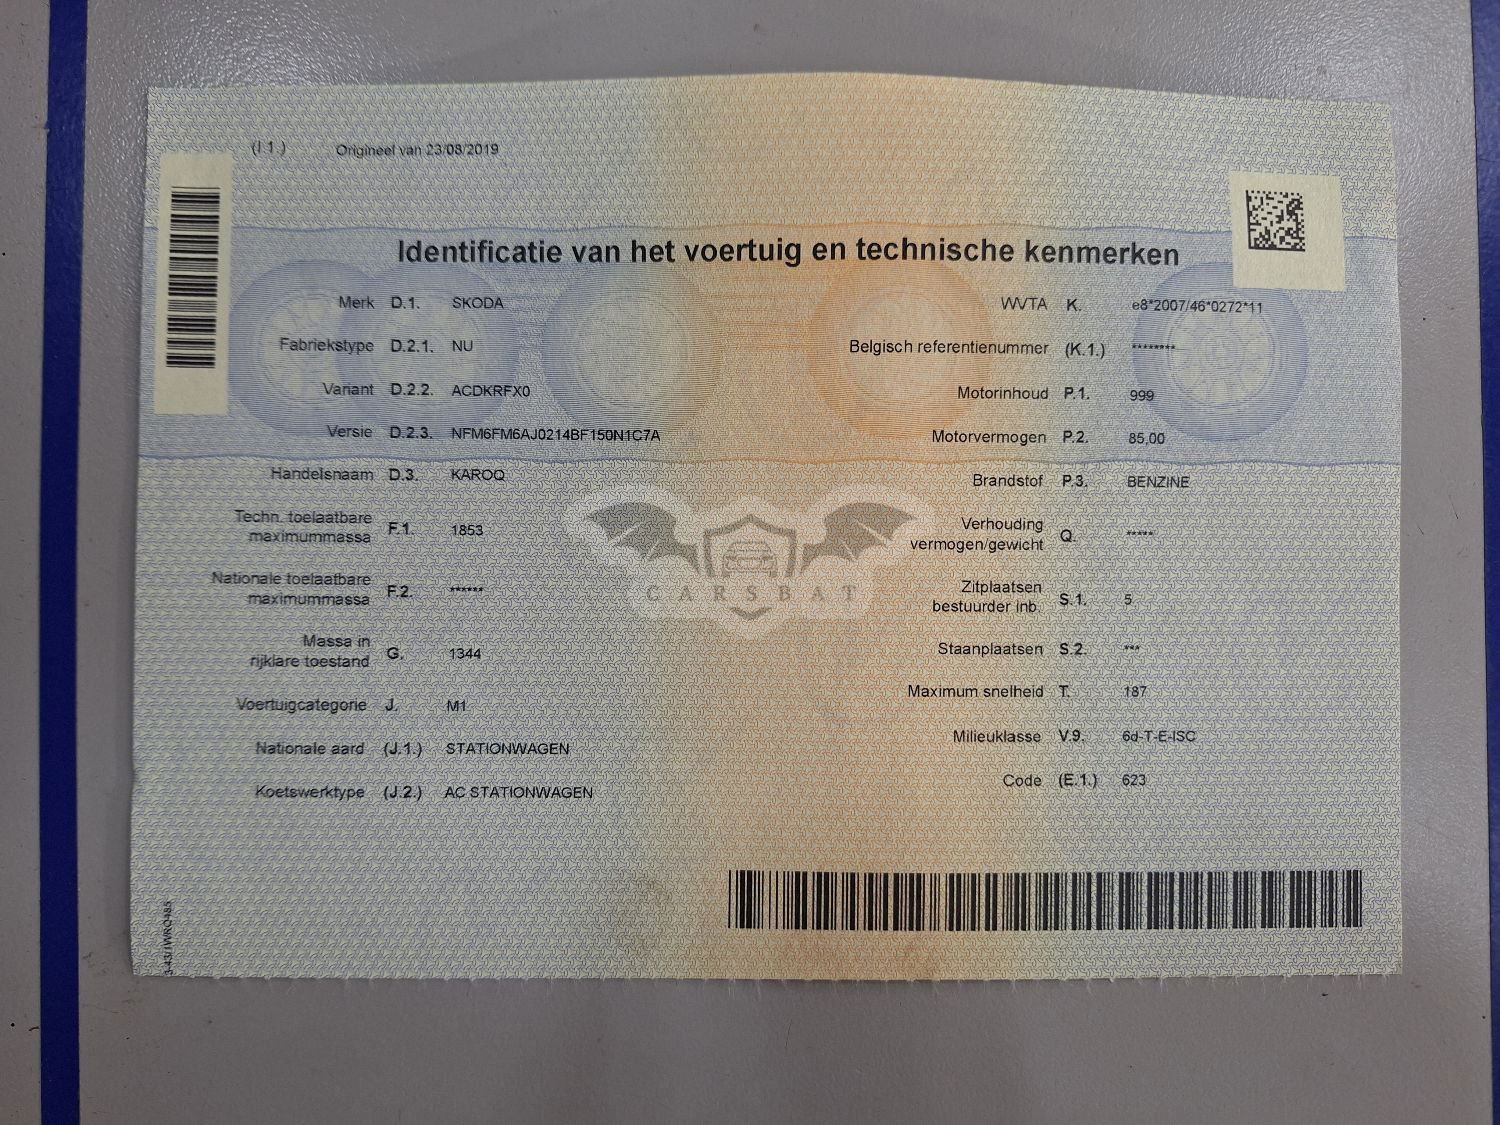 (I.1.) Origineel van 23/08/2019
Identificatie van het voertuig en technische kenmerken
Merk D.1. SKODA
Fabriekstype D.2.1. NU
Variant D.2.2. ACDKRFX0
Versie D.2.3. NFM6FM6AJ0214BF150N1C7A
Handelsnaam D.3. KAROQ
Techn. toelaatbare
maximummassa F.1. 1853
Nationale toelaatbare
maximummassa F.2. ******
Massa in
rijklare toestand G. 1344
Voertuigcategorie J. M1
Nationale aard (J.1.) STATIONWAGEN
Koetswerktype (J.2.) AC STATIONWAGEN
WVTA K. e8*2007/46*0272*11
Belgisch referentienummer (K.1.) ********
Motorinhoud P.1. 999
Motorvermogen P.2. 85,00
Brandstof P.3. BENZINE
Verhouding
vermogen/gewicht Q. *****
Zitplaatsen
bestuurder inb. S.1. 5
Staanplaatsen S.2. ***
Maximum snelheid T. 187
Milieuklasse V.9. 6d-T-E-ISC
Code (E.1.) 623
CARSBAT